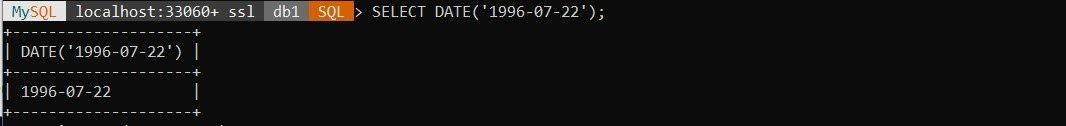 MySQL localhost:33060+ ssl db1 SQL > SELECT DATE('1996-07-22');
+--------------------+
| DATE('1996-07-22') |
+--------------------+
| 1996-07-22         |
+--------------------+